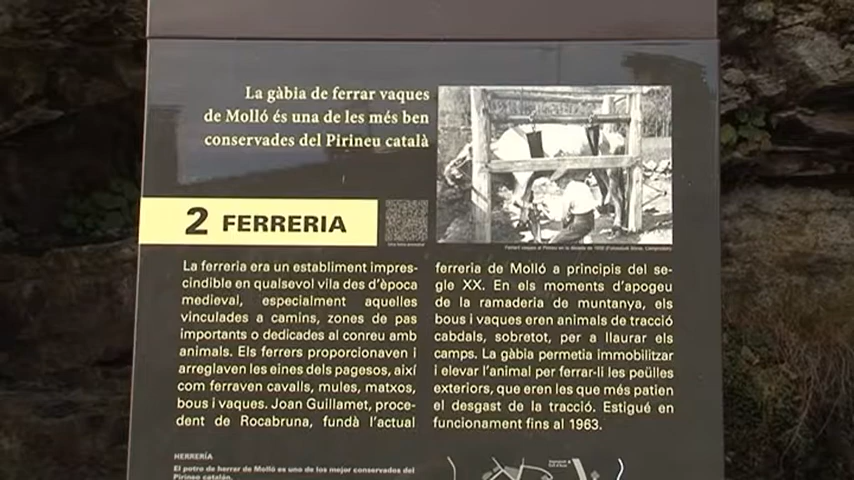 La gàbia de ferrar vaques
de Molló és una de les més ben
conservades del Pirineu català
2 FERRERIA
La ferreria era un establiment impres-
cindible en qualsevol vila des d'època
medieval, especialment aquelles
vinculades a camins, zones de pas
importants o dedicades al conreu amb
animals. Els ferrers proporcionaven i
arreglaven les eines dels pagesos, així
com ferraven cavalls, mules, matxos,
bous i vaques. Joan Guillamet, proce-
dent de Rocabruna, fundà l'actual
ferreria de Molló a principis del se-
gle XX. En els moments d'apogeu
de la ramaderia de muntanya, els
bous i vaques eren animals de tracció
cabdals, sobretot, per a llaurar els
camps. La gàbia permetia immobilitzar
i elevar l'animal per ferrar-li les peülles
exteriors, que eren les que més patien
el desgast de la tracció. Estigué en
funcionament fins al 1963.
HERRERÍA
El potro de herrar de Molló es uno de los mejor conservados del
Pirineo catalán.